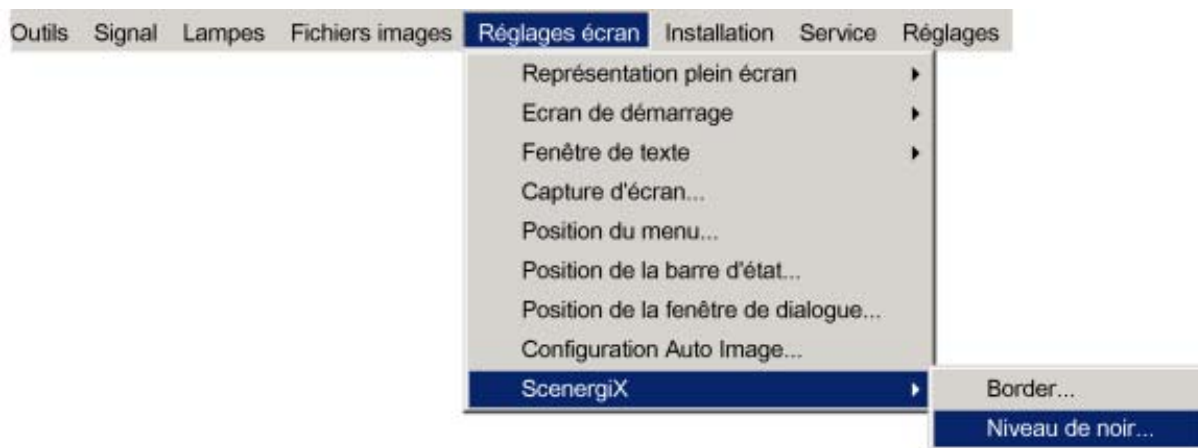 Outils Signal Lampes Fichiers images Réglages écran Installation Service Réglages
Représentation plein écran
Ecran de démarrage
Fenêtre de texte
Capture d'écran...
Position du menu...
Position de la barre d'état...
Position de la fenêtre de dialogue...
Configuration Auto Image...
ScenergiX
Border...
Niveau de noir...